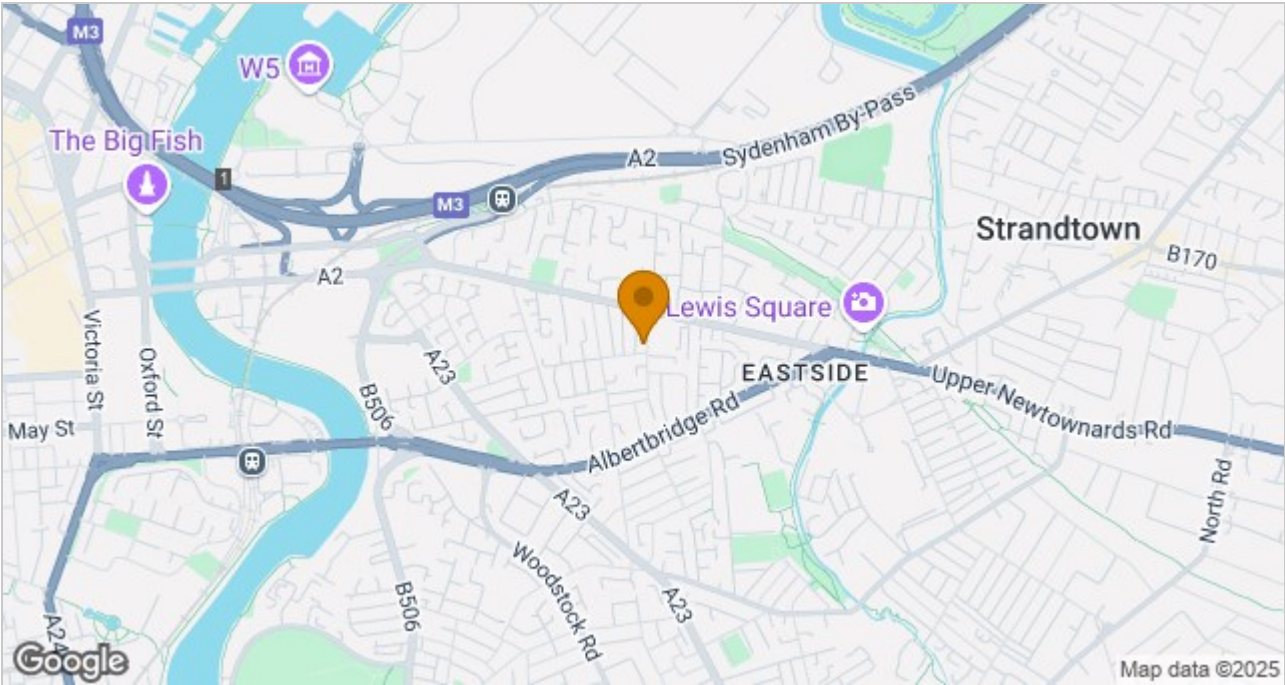 M3
W5
The Big Fish
1
A2
Sydenham By-Pass
M3
Strandtown
B170
A2
Lewis Square
Victoria St
Oxford St
A23
EASTSIDE
B506
Upper Newtownards Rd
May St
Albertbridge Rd
A23
North Rd
Woodstock Rd
A23
B506
A24
Google
Map data ©2025